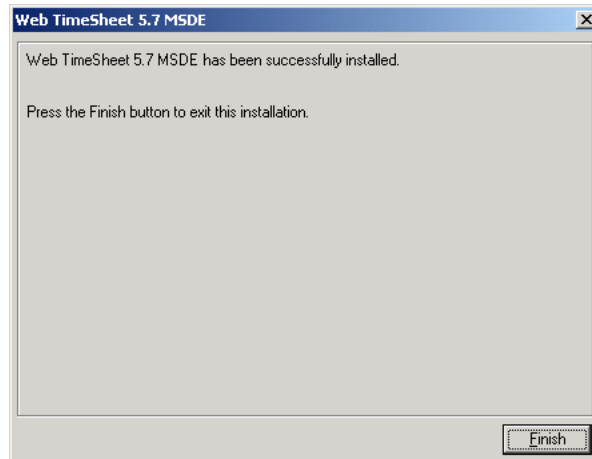 Web TimeSheet 5.7 MSDE
Web TimeSheet 5.7 MSDE has been successfully installed.
Press the Finish button to exit this installation.
Finish